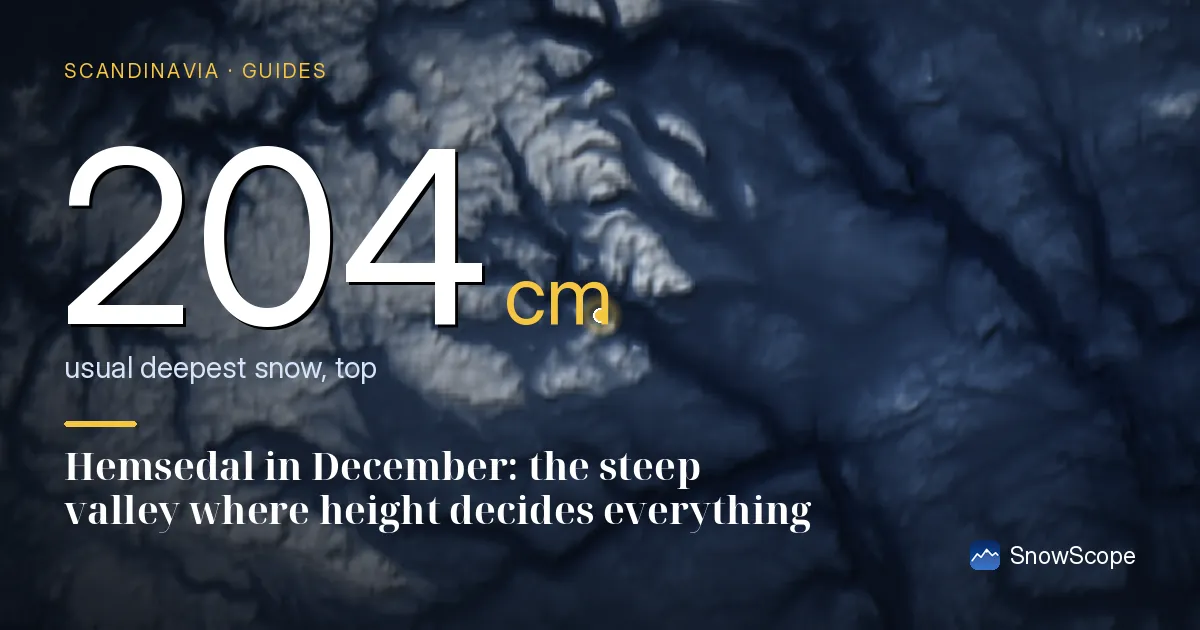 SCANDINAVIA · GUIDES
204 cm
usual deepest snow, top
Hemsedal in December: the steep
valley where height decides everything
SnowScope